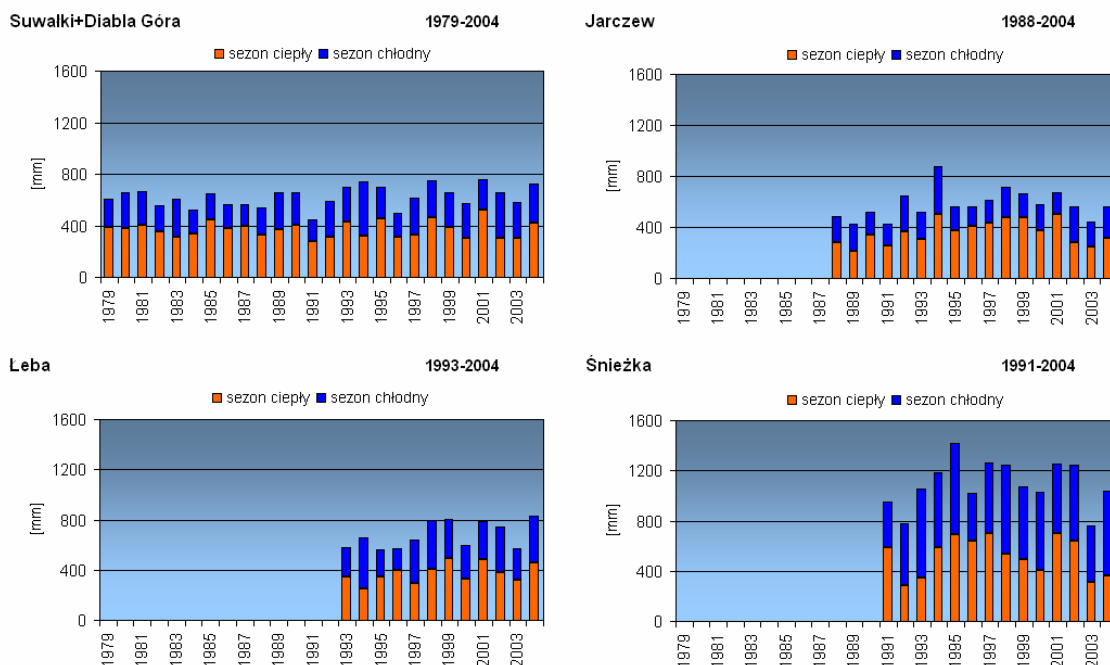 Suwałki+Diabla Góra 1979-2004
sezon ciepły sezon chłodny
[mm]
1600
1200
800
400
0
1979 1981 1983 1985 1987 1989 1991 1993 1995 1997 1999 2001 2003
Jarczew 1988-2004
sezon ciepły sezon chłodny
[mm]
1600
1200
800
400
0
1979 1981 1983 1985 1987 1989 1991 1993 1995 1997 1999 2001 2003
Łeba 1993-2004
sezon ciepły sezon chłodny
[mm]
1600
1200
800
400
0
1979 1981 1983 1985 1987 1989 1991 1993 1995 1997 1999 2001 2003
Śnieżka 1991-2004
sezon ciepły sezon chłodny
[mm]
1600
1200
800
400
0
1979 1981 1983 1985 1987 1989 1991 1993 1995 1997 1999 2001 2003